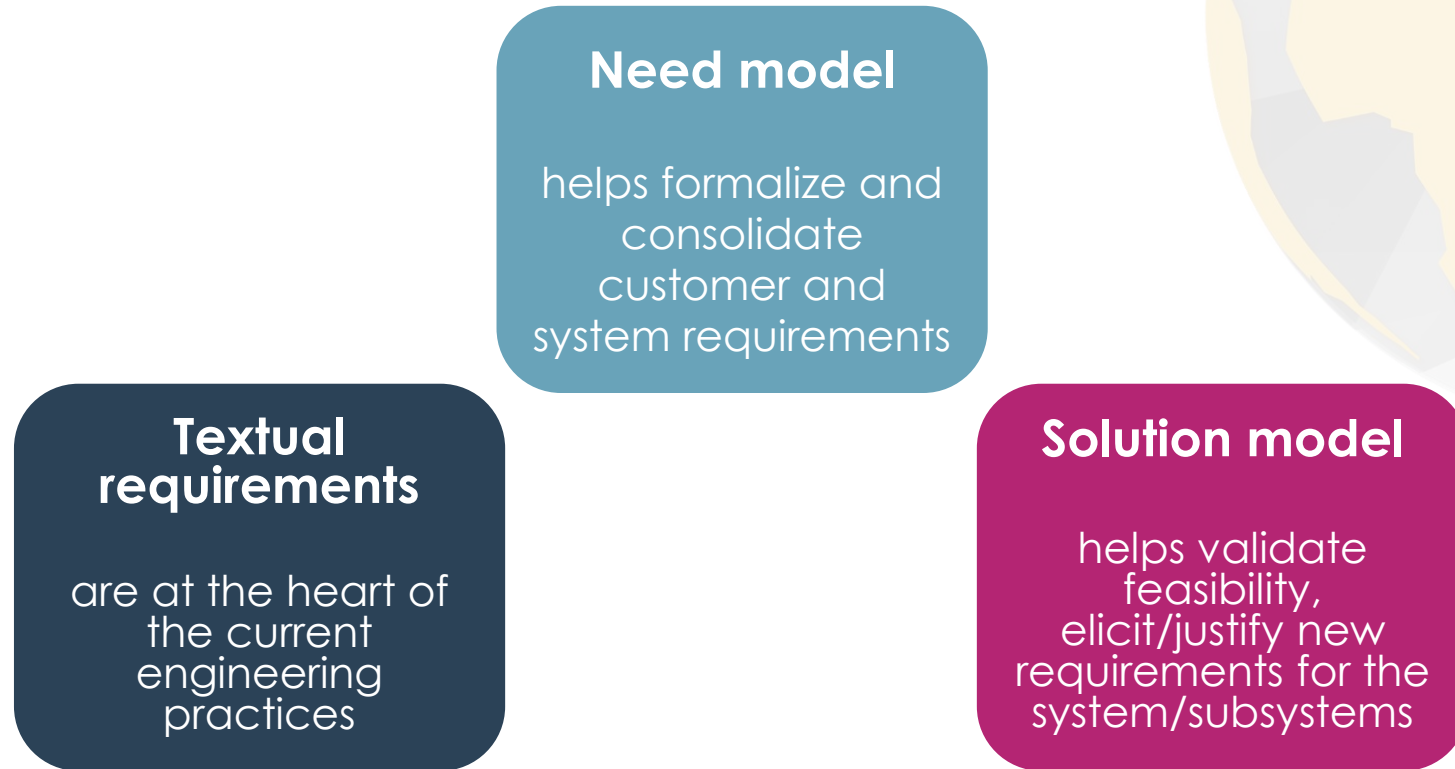 Need model
helps formalize and
consolidate
customer and
system requirements
Textual
requirements
are at the heart of
the current
engineering
practices
Solution model
helps validate
feasibility,
elicit/justify new
requirements for the
system/subsystems